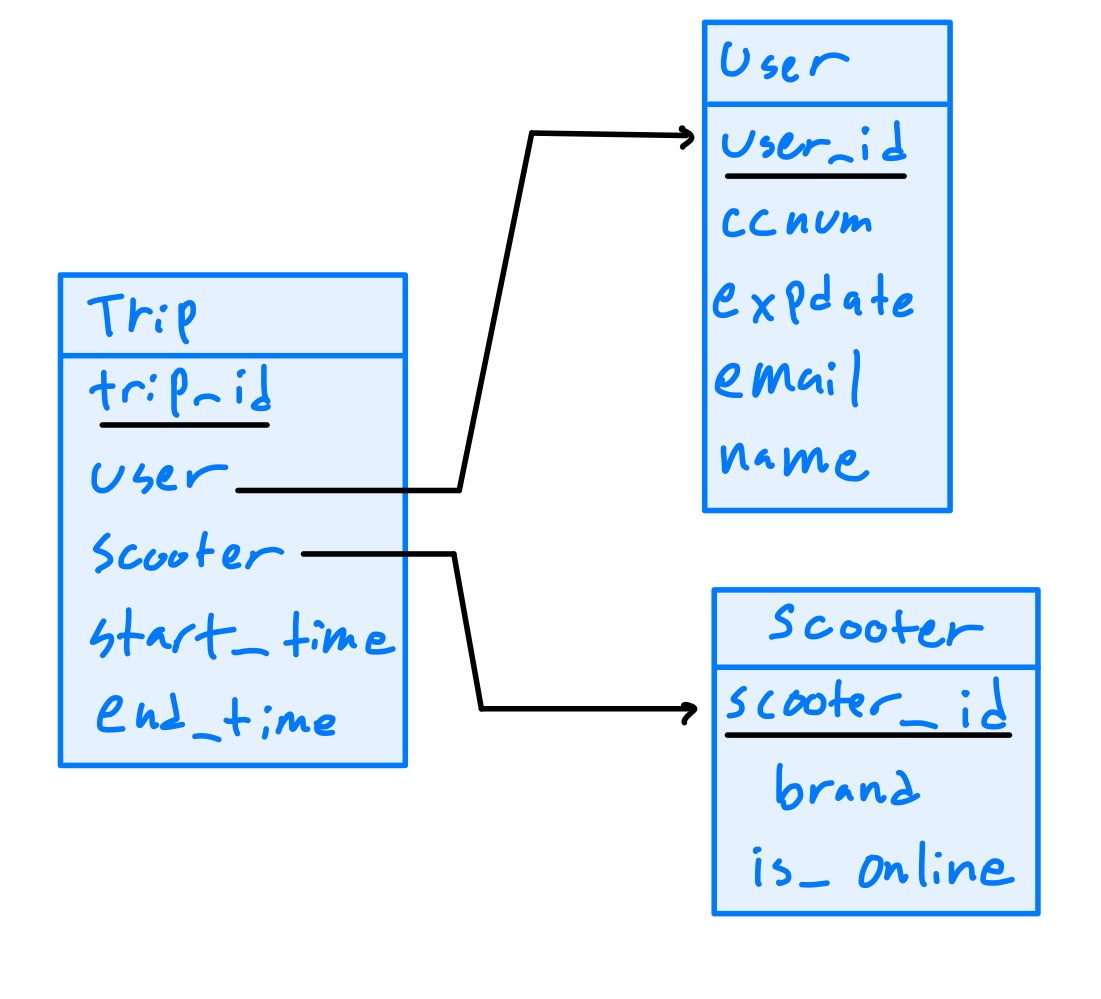 User
user_id
ccnum
expdate
email
name
Trip
trip_id
user
scooter
start_time
end_time
scooter
scooter_id
brand
is_online